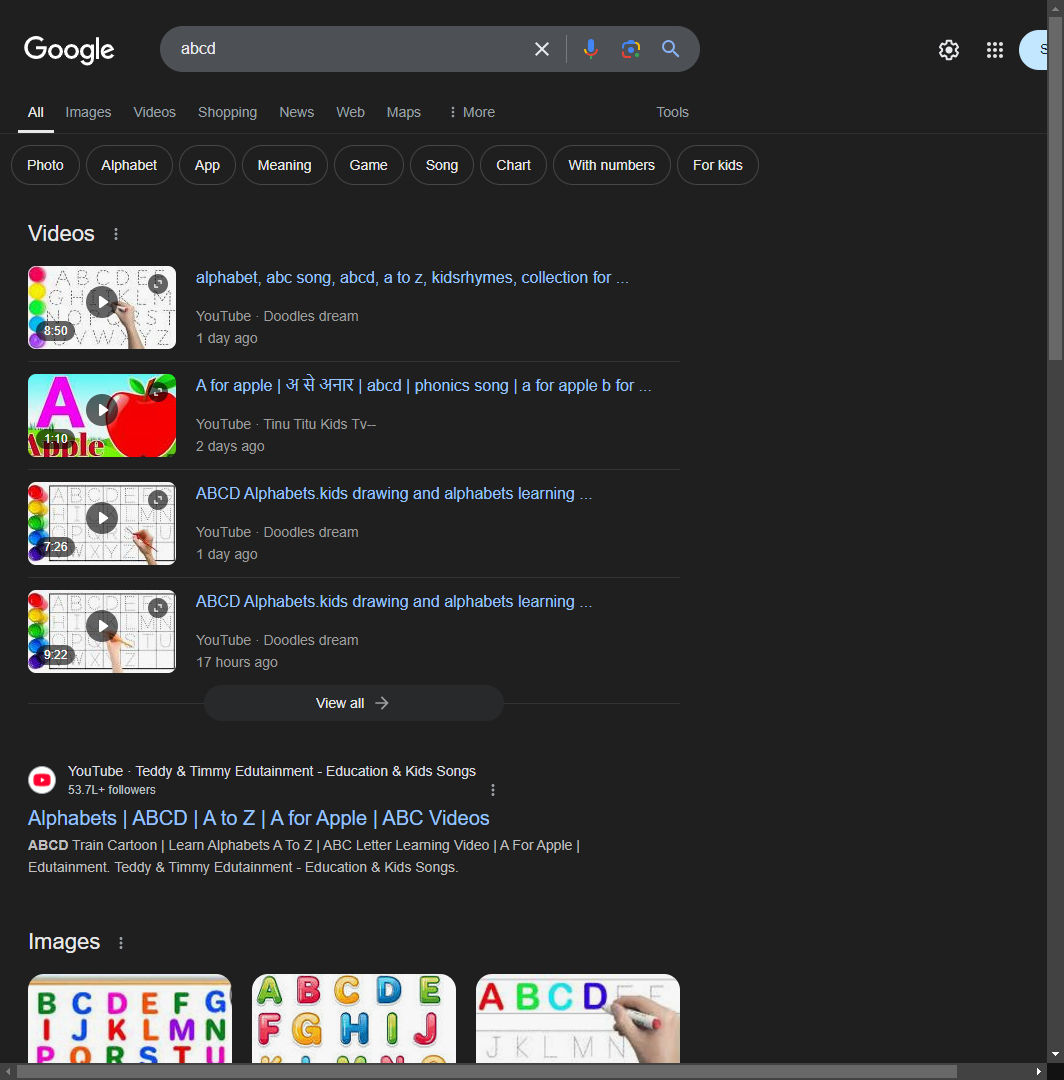 Google
abcd
S
All Images Videos Shopping News Web Maps More Tools
Photo Alphabet App Meaning Game Song Chart With numbers For kids
Videos
alphabet, abc song, abcd, a to z, kidsrhymes, collection for ...
YouTube · Doodles dream
1 day ago
8:50
A for apple | अ से अनार | abcd | phonics song | a for apple b for ...
YouTube · Tinu Titu Kids Tv--
2 days ago
A
Apple
1:10
ABCD Alphabets.kids drawing and alphabets learning ...
YouTube · Doodles dream
1 day ago
7:26
ABCD Alphabets.kids drawing and alphabets learning ...
YouTube · Doodles dream
17 hours ago
9:22
View all
YouTube · Teddy & Timmy Edutainment - Education & Kids Songs
53.7L+ followers
Alphabets | ABCD | A to Z | A for Apple | ABC Videos
ABCD Train Cartoon | Learn Alphabets A To Z | ABC Letter Learning Video | A For Apple |
Edutainment. Teddy & Timmy Edutainment - Education & Kids Songs.
Images
B C D E F G
I J K L M N
P Q R S T U
A B C D E
F G H I J
A B C D E F
J K L M N